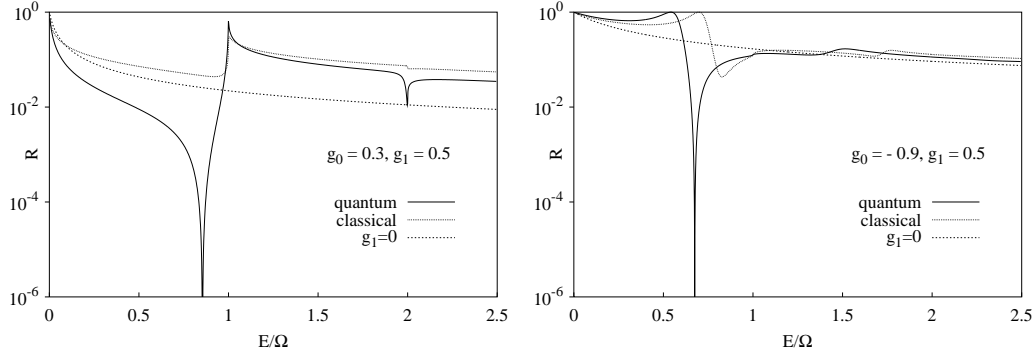 10^0
10^-2
R
10^-4
10^-6
g_0 = 0.3, g_1 = 0.5
quantum
classical
g_1=0
0 0.5 1 1.5 2 2.5
E/Ω
10^0
10^-2
R
10^-4
10^-6
g_0 = - 0.9, g_1 = 0.5
quantum
classical
g_1=0
0 0.5 1 1.5 2 2.5
E/Ω